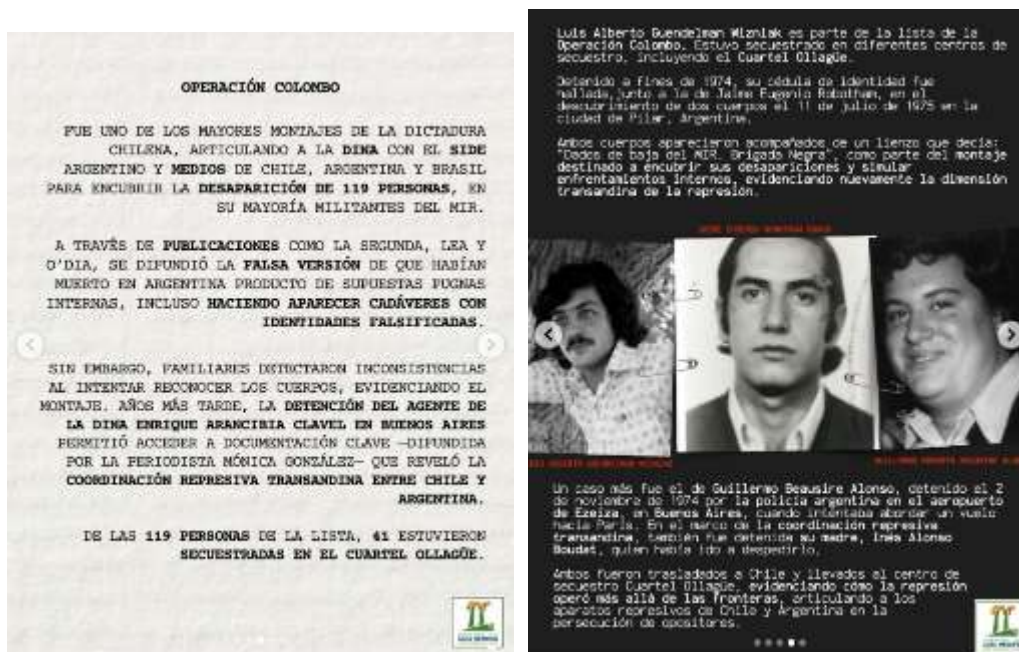 OPERACIÓN COLOMBO
FUE UNO DE LOS MAYORES MONTAJES DE LA DICTADURA
CHILENA, ARTICULANDO A LA DINA CON EL SIDE
ARGENTINO Y MEDIOS DE CHILE, ARGENTINA Y BRASIL
PARA ENCUBRIR LA DESAPARICIÓN DE 119 PERSONAS, EN
SU MAYORÍA MILITANTES DEL MIR.
A TRAVÉS DE PUBLICACIONES COMO LA SEGUNDA, LEA Y
O'DIA, SE DIFUNDIÓ LA FALSA VERSIÓN DE QUE HABÍAN
MUERTO EN ARGENTINA PRODUCTO DE SUPUESTAS PUGNAS
INTERNAS, INCLUSO HACIENDO APARECER CADÁVERES CON
IDENTIDADES FALSIFICADAS.
SIN EMBARGO, FAMILIARES DETECTARON INCONSISTENCIAS
AL INTENTAR RECONOCER LOS CUERPOS, EVIDENCIANDO EL
MONTAJE. AÑOS MÁS TARDE, LA DETENCIÓN DEL AGENTE DE
LA DINA ENRIQUE ARANCIBIA CLAVEL EN BUENOS AIRES
PERMITIÓ ACCEDER A DOCUMENTACIÓN CLAVE —DIFUNDIDA
POR LA PERIODISTA MÓNICA GONZÁLEZ— QUE REVELÓ LA
COORDINACIÓN REPRESIVA TRANSANDINA ENTRE CHILE Y
ARGENTINA.
DE LAS 119 PERSONAS DE LA LISTA, 41 ESTUVIERON
SECUESTRADAS EN EL CUARTEL OLLAGÜE.
Luis Alberto Guendelman Wizniak es parte de la lista de la
Operación Colombo. Estuvo secuestrado en diferentes centros de
secuestro, incluyendo el Cuartel Ollagüe.
Detenido a fines de 1974, su cédula de identidad fue
hallada junto a la de Jaime Eugenio Robotham, en el
descubrimiento de dos cuerpos el 11 de julio de 1975 en la
ciudad de Pilar, Argentina.
Ambos cuerpos aparecieron acompañados de un lienzo que decía:
"Dados de baja del MIR. Brigada Negra", como parte del montaje
destinado a encubrir sus desapariciones y simular
enfrentamientos internos, evidenciando nuevamente la dimensión
transandina de la represión.
Un caso más fue el de Guillermo Beausire Alonso, detenido el 2
de noviembre de 1974 por la policía argentina en el aeropuerto
de Ezeiza, en Buenos Aires, cuando intentaba abordar un vuelo
hacia París. En el marco de la coordinación represiva
transandina, también fue detenida su madre, Inés Alonso
Boudat, quien había ido a despedirlo.
Ambos fueron trasladados a Chile y llevados al centro de
secuestro Cuartel Ollagüe, evidenciando cómo la represión
operó más allá de las fronteras, articulando a los
aparatos represivos de Chile y Argentina en la
persecución de opositores.